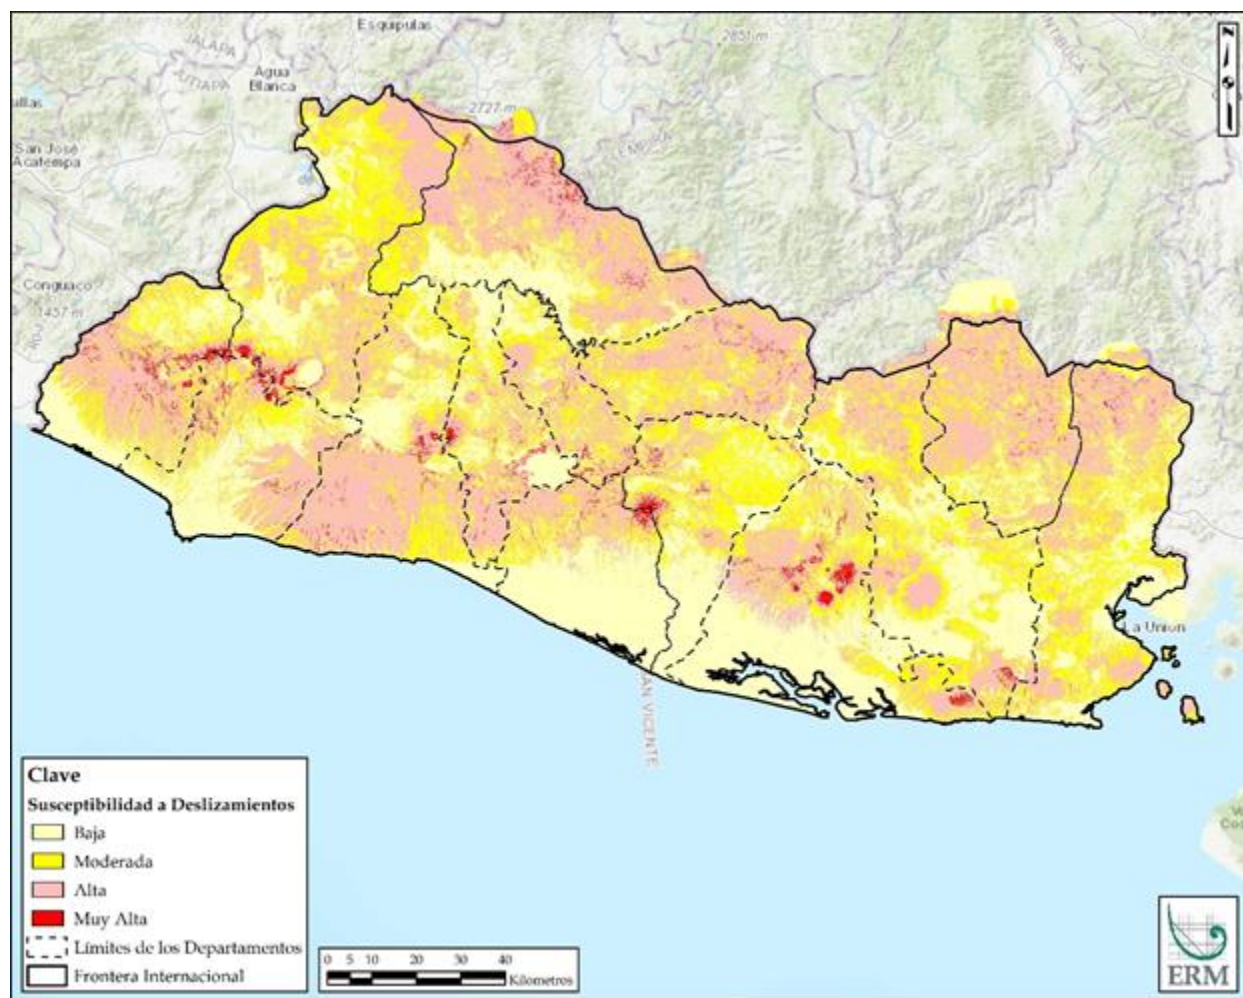 Esquipulas
JALAPA
JUTIAPA
Agua
Blanca
2851 m
2727 m
San José
Acatempa
Conguaco
1457 m
N
La Union
SAN VICENTE
Clave
Susceptibilidad a Deslizamientos
Baja
Moderada
Alta
Muy Alta
Límites de los Departamentos
Frontera Internacional
0 5 10 20 30 40
Kilometros
ERM